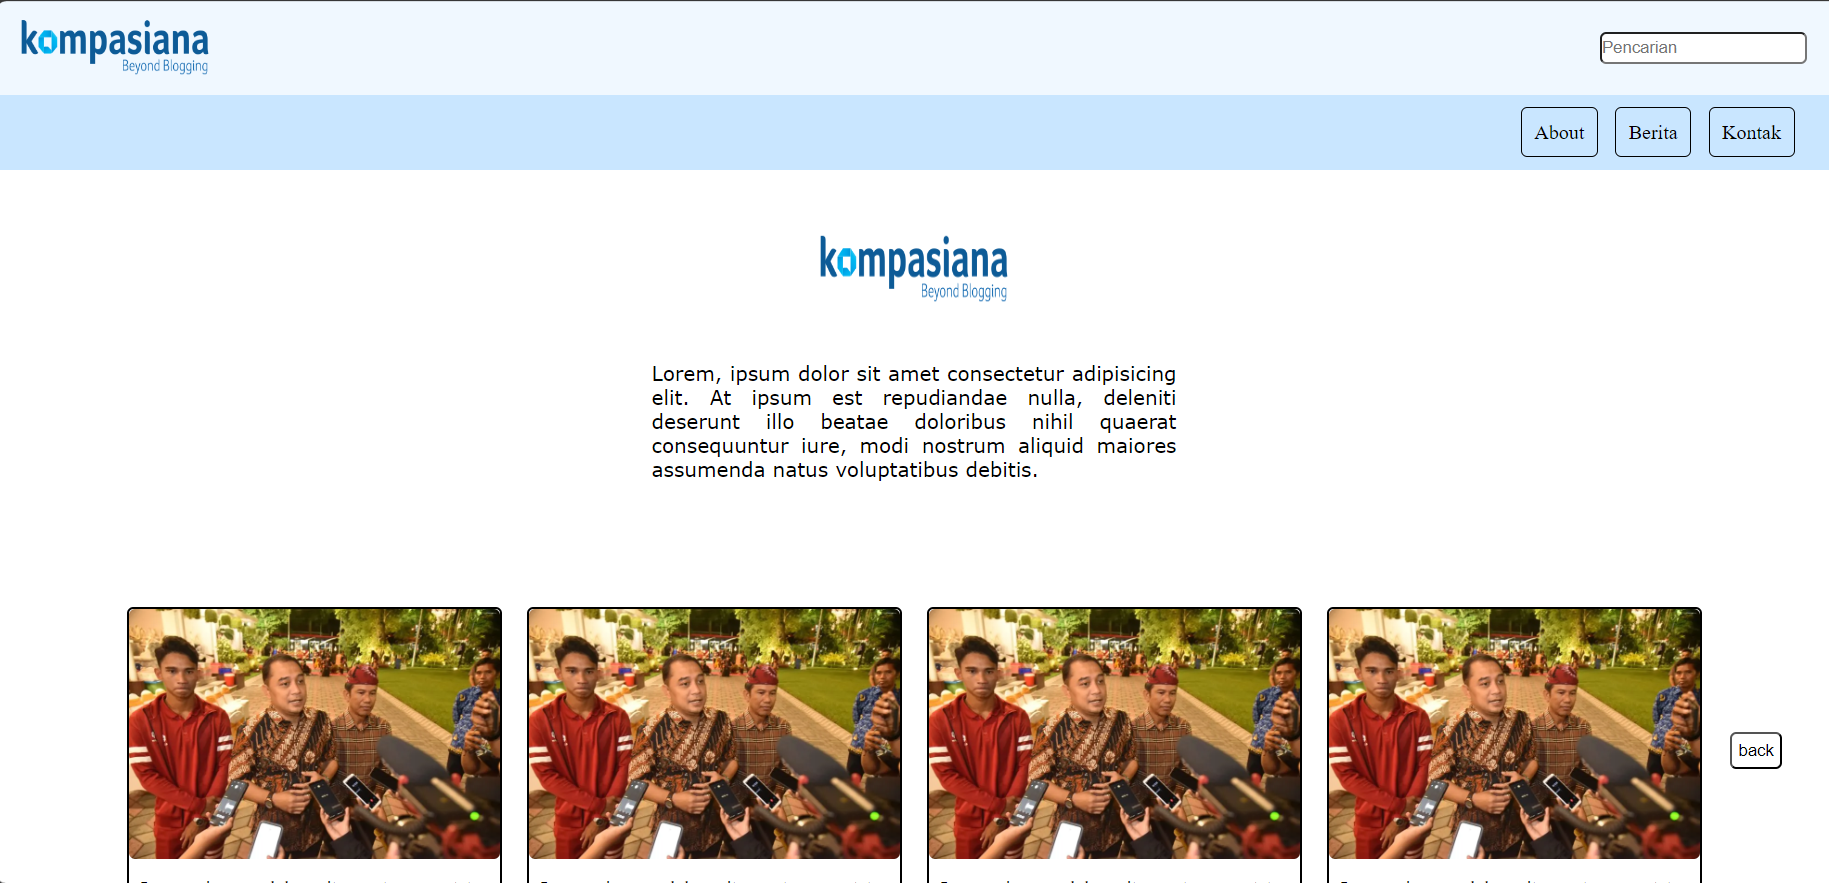 kompasiana
Beyond Blogging
Pencarian
About
Berita
Kontak
kompasiana
Beyond Blogging
Lorem, ipsum dolor sit amet consectetur adipisicing
elit. At ipsum est repudiandae nulla, deleniti
deserunt illo beatae doloribus nihil quaerat
consequuntur iure, modi nostrum aliquid maiores
assumenda natus voluptatibus debitis.
back